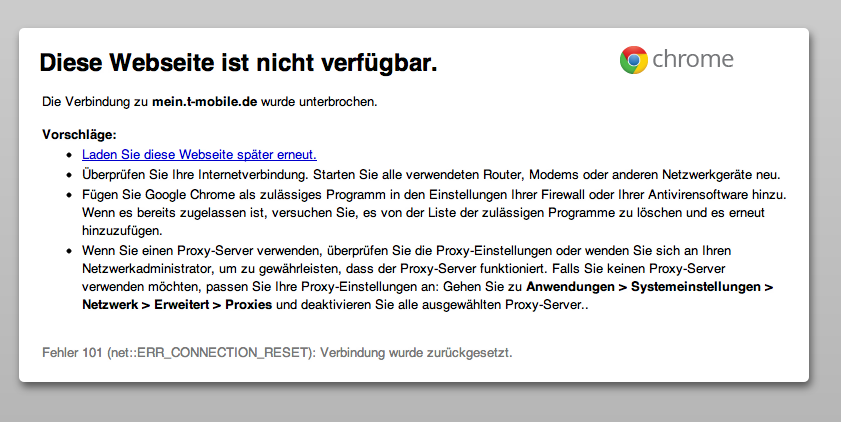 Diese Webseite ist nicht verfügbar.
chrome
Die Verbindung zu mein.t-mobile.de wurde unterbrochen.
Vorschläge:
• Laden Sie diese Webseite später erneut.
• Überprüfen Sie Ihre Internetverbindung. Starten Sie alle verwendeten Router, Modems oder anderen Netzwerkgeräte neu.
• Fügen Sie Google Chrome als zulässiges Programm in den Einstellungen Ihrer Firewall oder Ihrer Antivirensoftware hinzu.
Wenn es bereits zugelassen ist, versuchen Sie, es von der Liste der zulässigen Programme zu löschen und es erneut
hinzuzufügen.
• Wenn Sie einen Proxy-Server verwenden, überprüfen Sie die Proxy-Einstellungen oder wenden Sie sich an Ihren
Netzwerkadministrator, um zu gewährleisten, dass der Proxy-Server funktioniert. Falls Sie keinen Proxy-Server
verwenden möchten, passen Sie Ihre Proxy-Einstellungen an: Gehen Sie zu Anwendungen > Systemeinstellungen >
Netzwerk > Erweitert > Proxies und deaktivieren Sie alle ausgewählten Proxy-Server..
Fehler 101 (net::ERR_CONNECTION_RESET): Verbindung wurde zurückgesetzt.